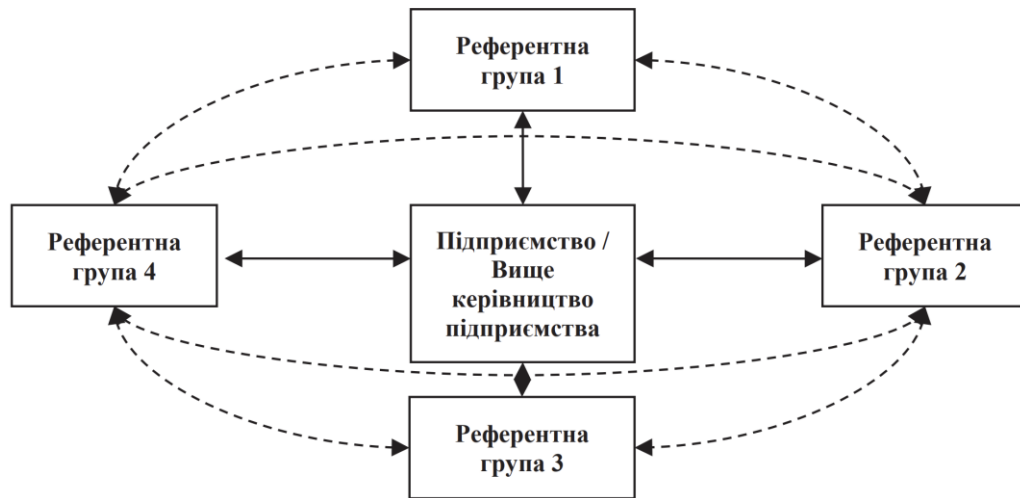 Референтна
група 1
Референтна
група 4
Підприємство /
Вище
керівництво
підприємства
Референтна
група 2
Референтна
група 3